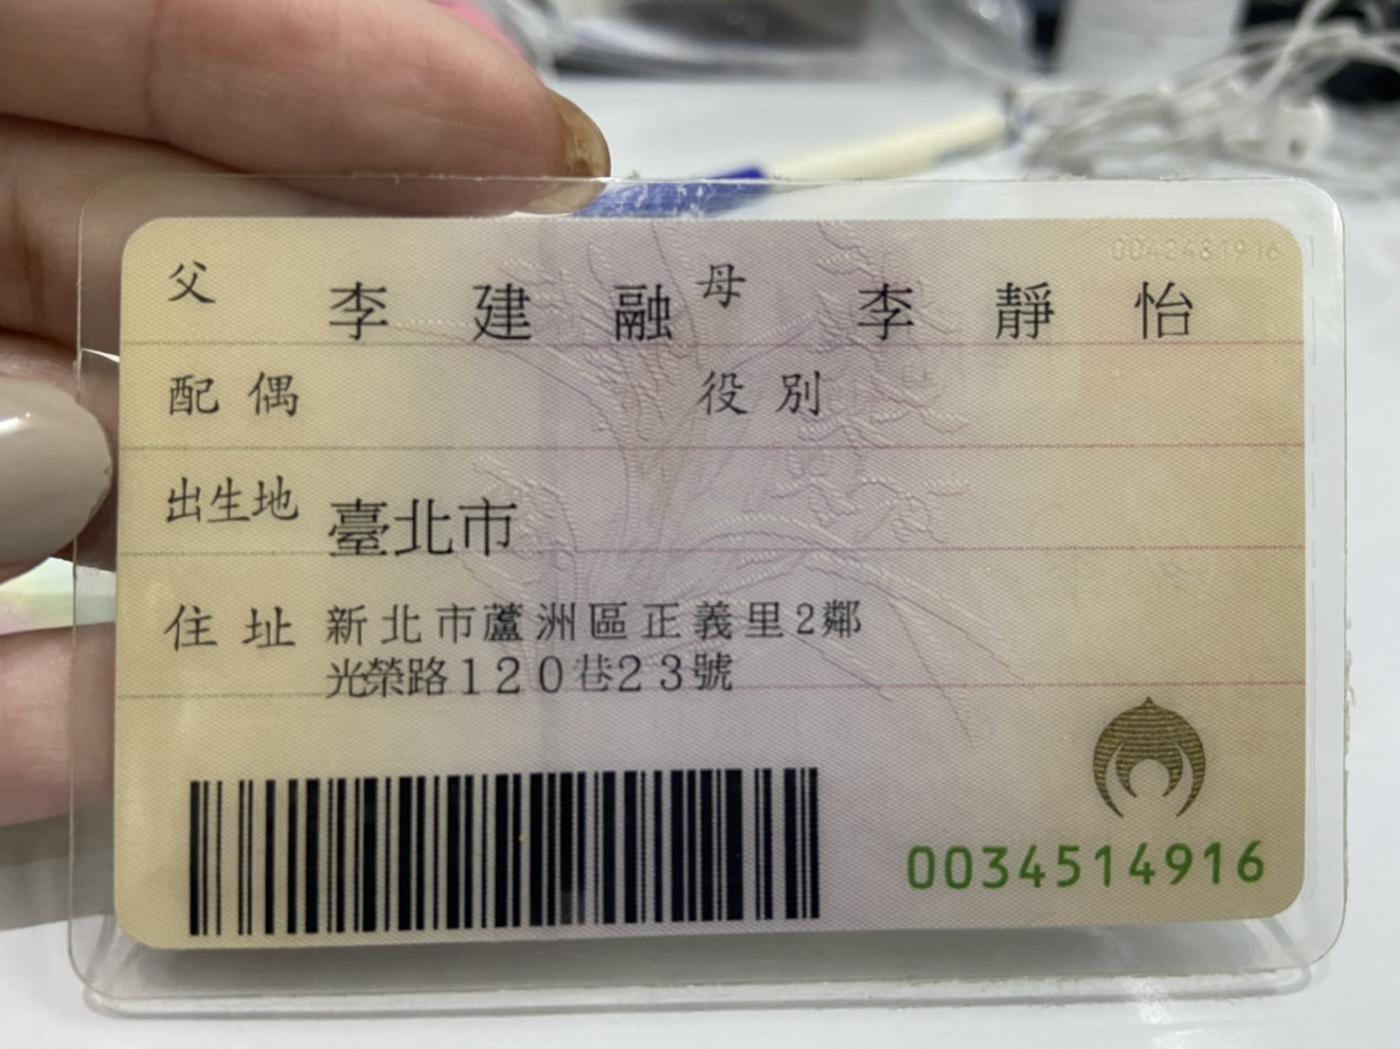 0042481916
父 李建融 母 李靜怡
配偶 役別
出生地 臺北市
住址 新北市蘆洲區正義里2鄰
光榮路120巷23號
0034514916